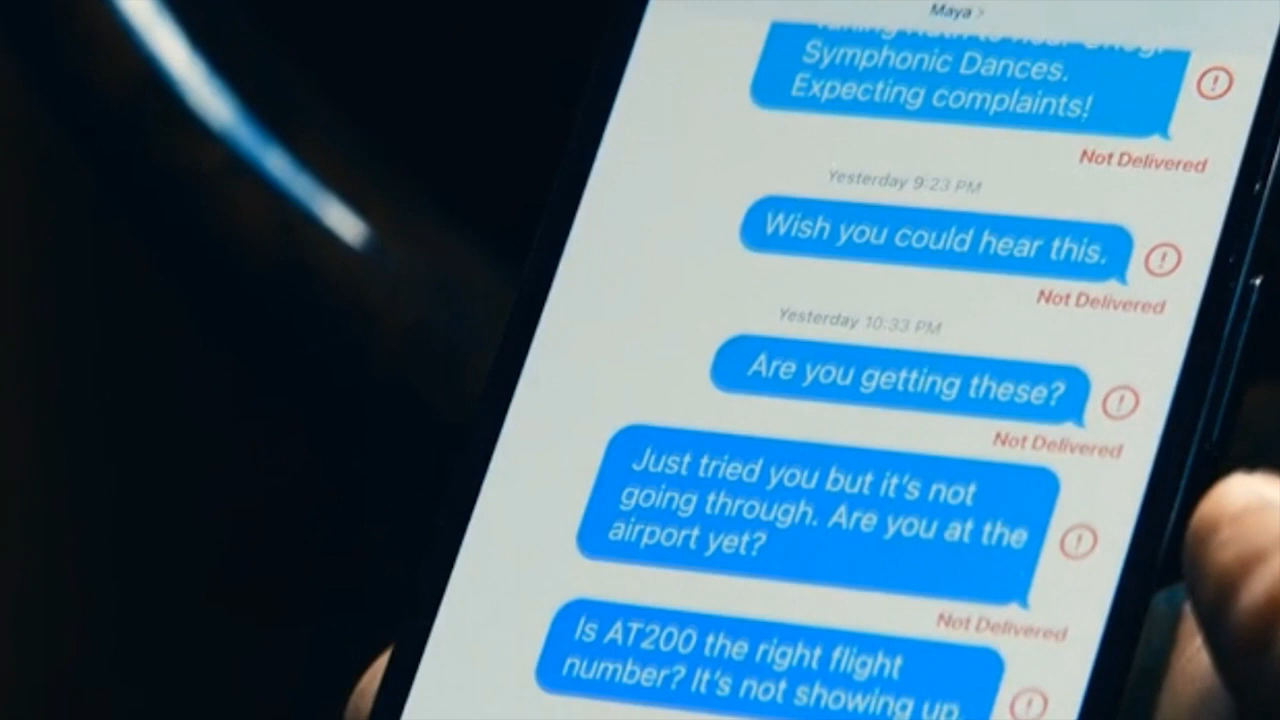 Maya >
Symphonic Dances.
Expecting complaints!
Not Delivered
Yesterday 9:23 PM
Wish you could hear this.
Not Delivered
Yesterday 10:33 PM
Are you getting these?
Not Delivered
Just tried you but it's not
going through. Are you at the
airport yet?
Not Delivered
Is AT200 the right flight
number? It's not showing up